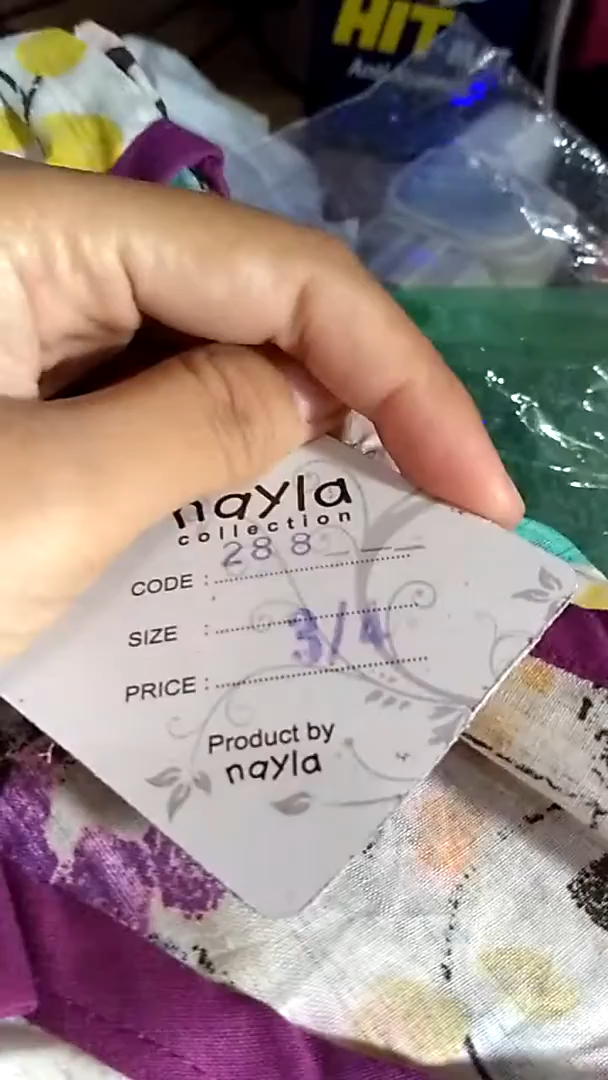 HIT
nayla
collection
288
CODE :
SIZE : 3/4
PRICE :
Product by
nayla